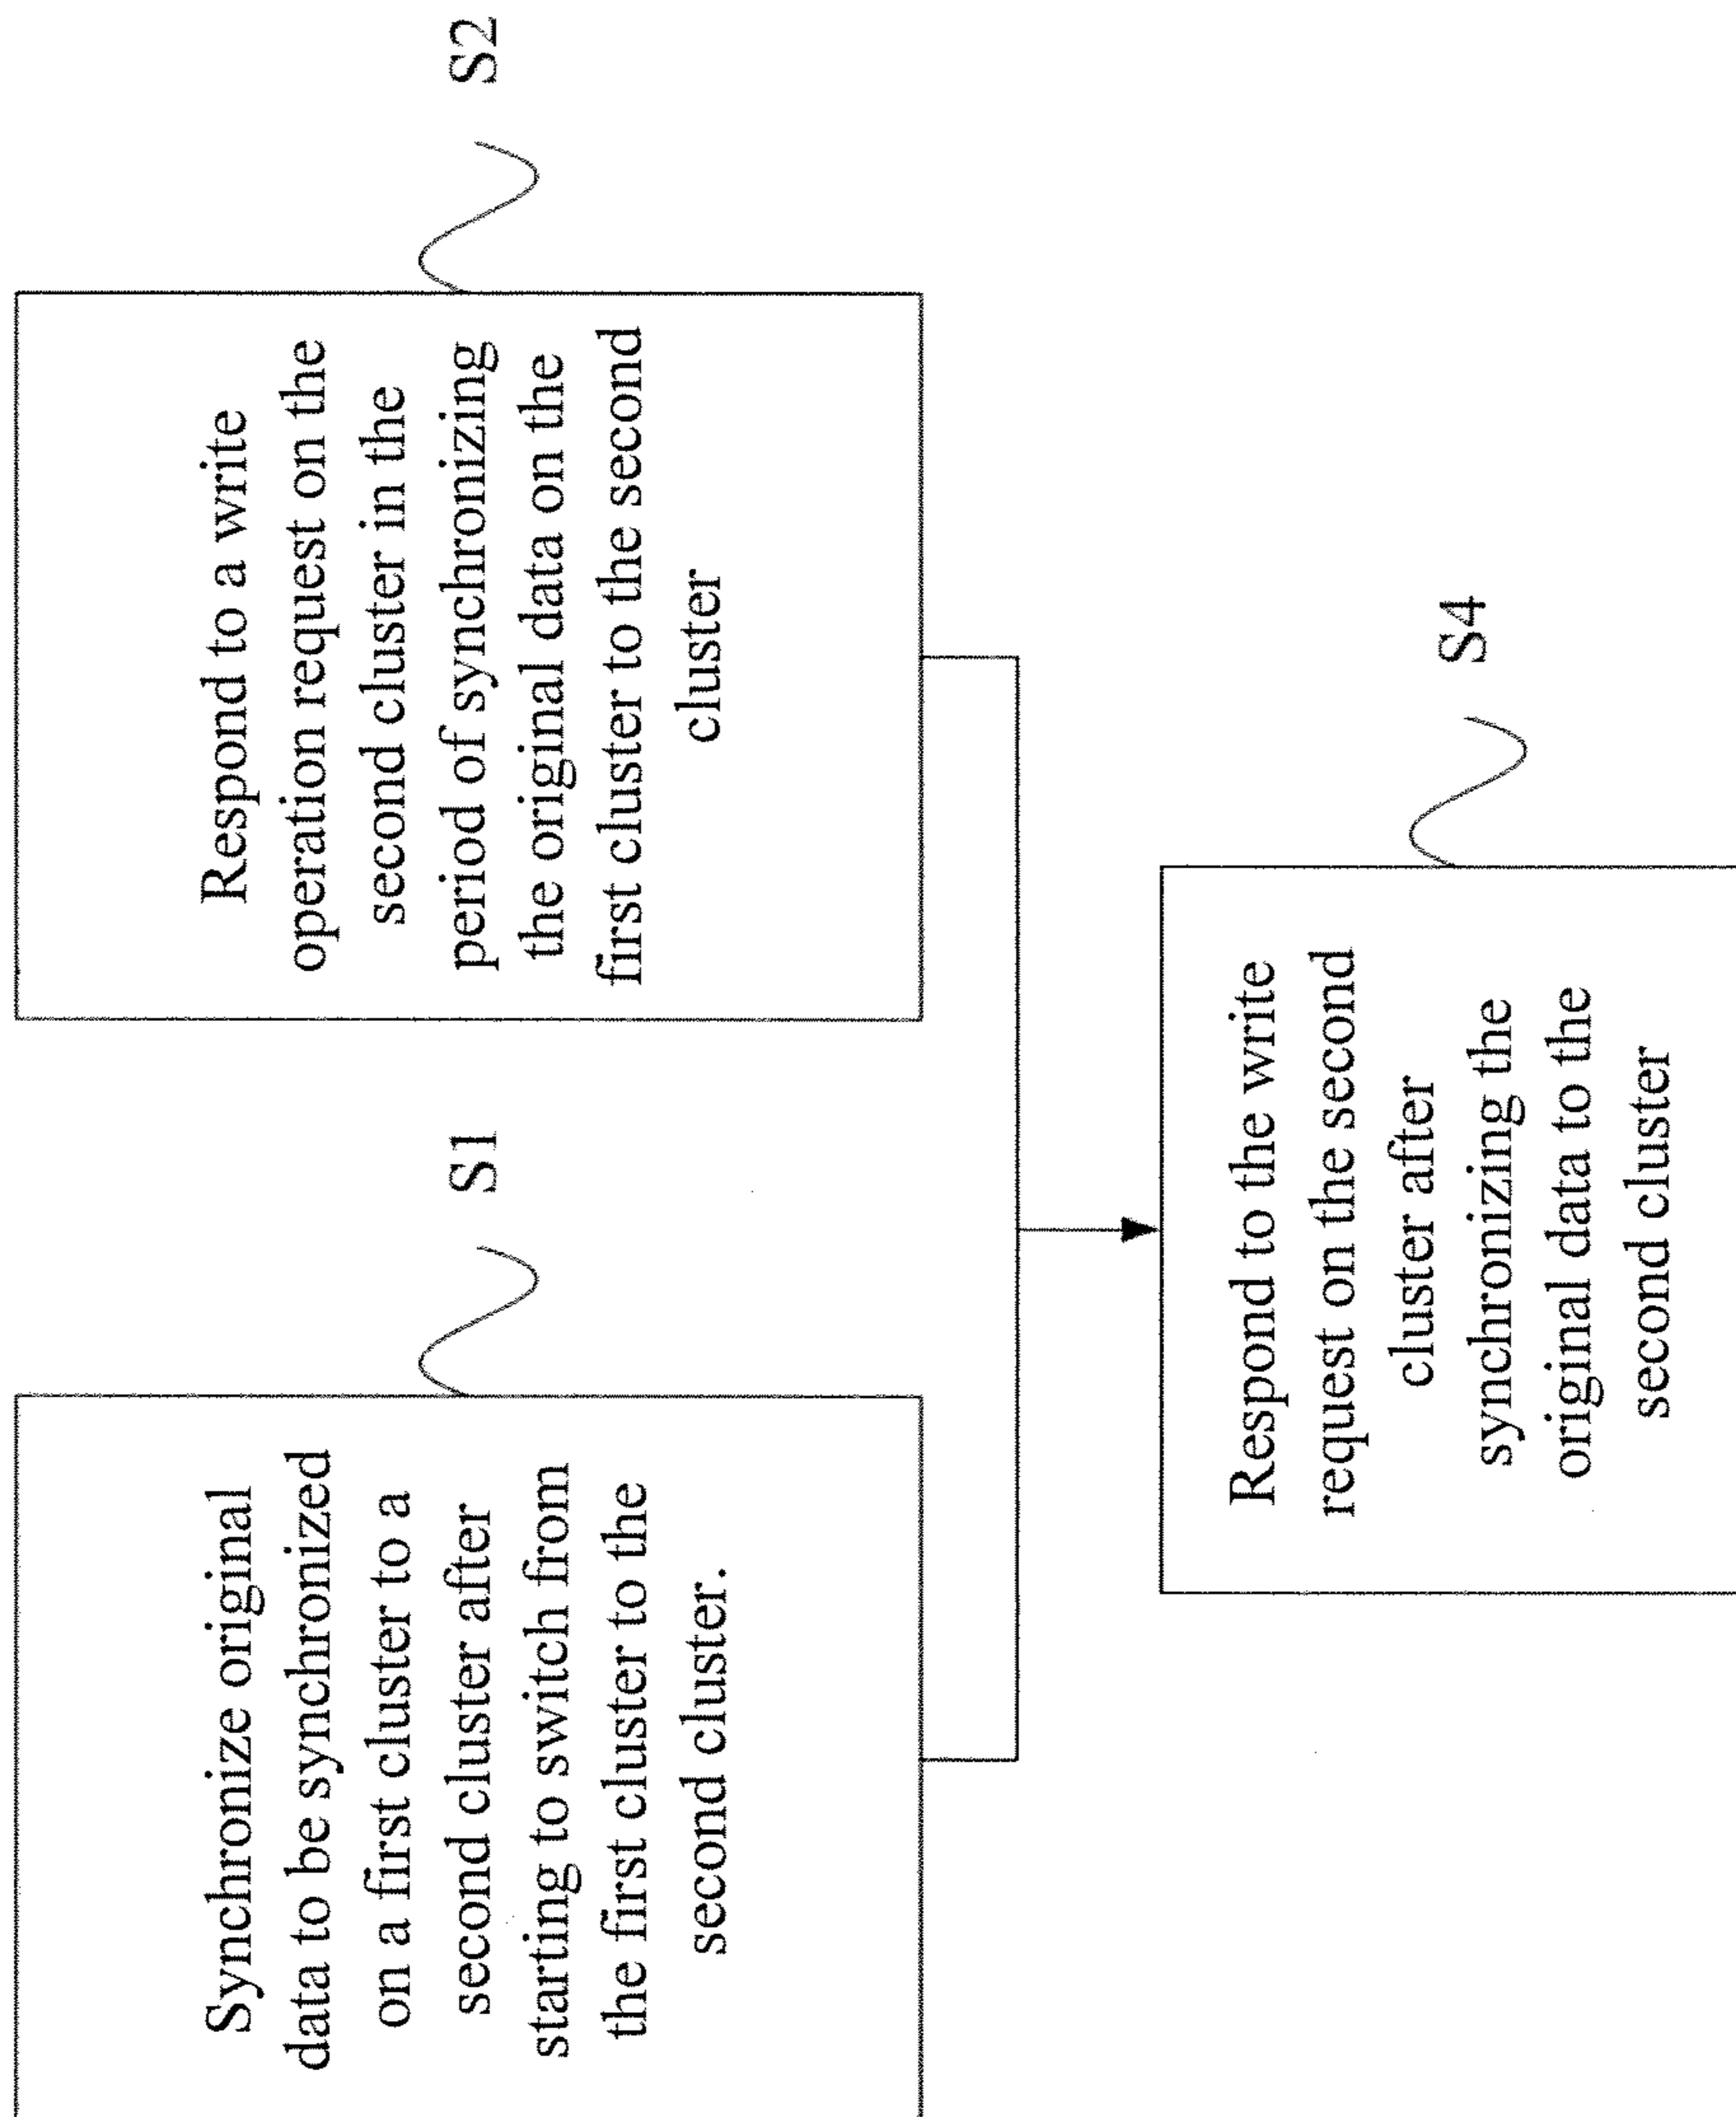 Synchronize original
data to be synchronized
on a first cluster to a
second cluster after
starting to switch from
the first cluster to the
second cluster.
S1
Respond to a write
operation request on the
second cluster in the
period of synchronizing
the original data on the
first cluster to the second
cluster
S2
Respond to the write
request on the second
cluster after
synchronizing the
original data to the
second cluster
S4